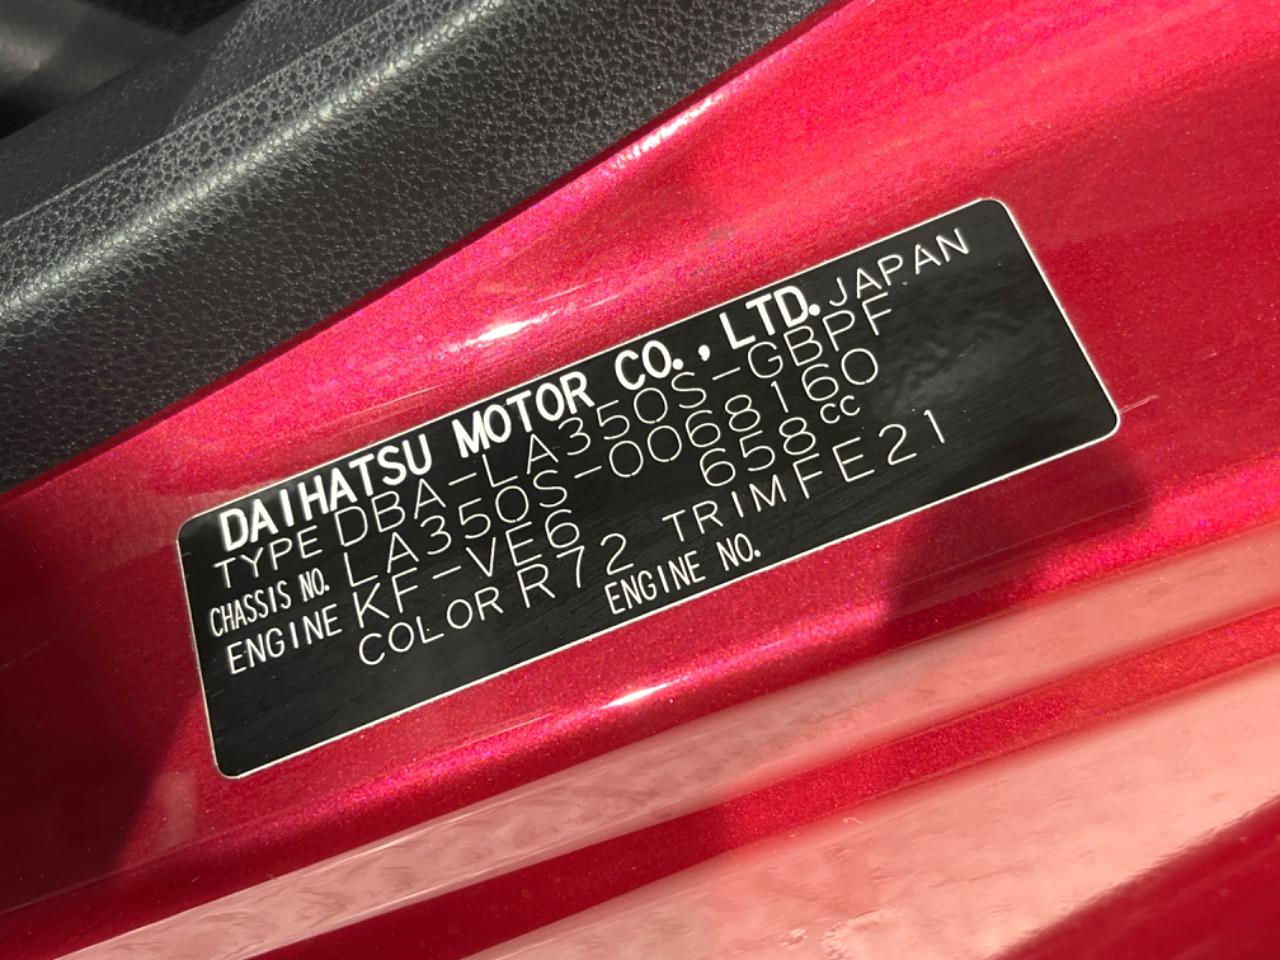 DAIHATSU MOTOR CO., LTD. JAPAN
TYPE DBA-LA350S-GBPF
CHASSIS NO. LA350S-0068160
ENGINE KF-VE6 658cc
COLOR R72 TRIM FE21
ENGINE NO.